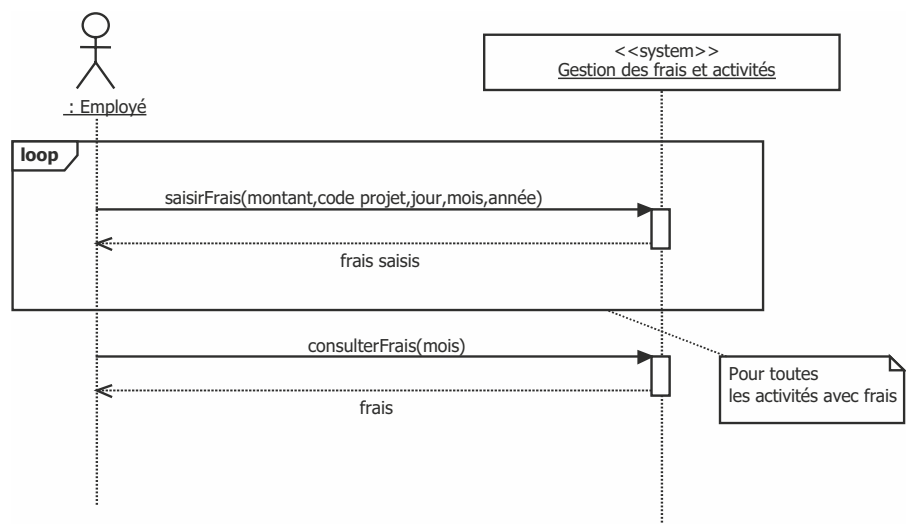 <<system>>
Gestion des frais et activités
: Employé
loop
saisirFrais(montant,code projet,jour,mois,année)
frais saisis
consulterFrais(mois)
frais
Pour toutes
les activités avec frais